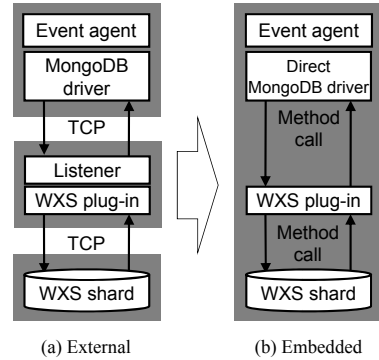 Event agent
MongoDB
driver
TCP
Listener
WXS plug-in
TCP
WXS shard
(a) External
Event agent
Direct
MongoDB driver
Method
call
WXS plug-in
Method
call
WXS shard
(b) Embedded